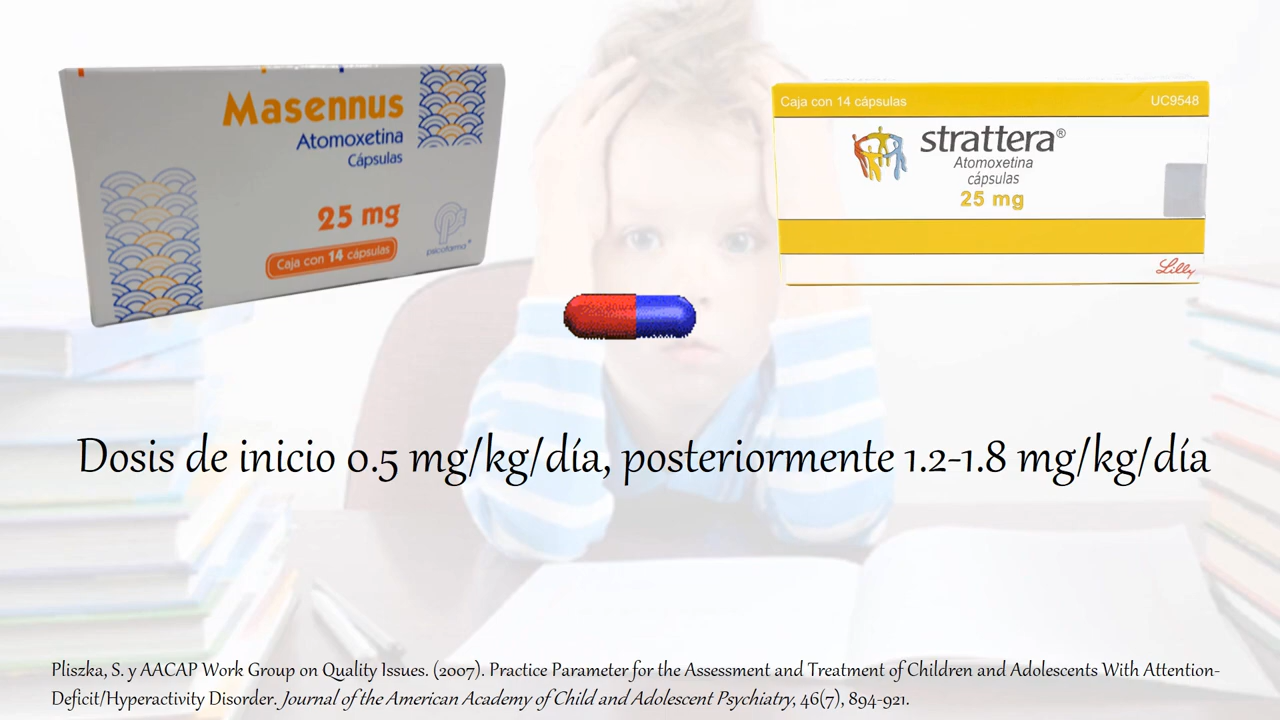 Masennus
Atomoxetina
Cápsulas
25 mg
Caja con 14 cápsulas
psicofarma
Caja con 14 cápsulas UC9548
strattera®
Atomoxetina
cápsulas
25 mg
Lilly
Dosis de inicio 0.5 mg/kg/día, posteriormente 1.2-1.8 mg/kg/día
Pliszka, S. y AACAP Work Group on Quality Issues. (2007). Practice Parameter for the Assessment and Treatment of Children and Adolescents With Attention-
Deficit/Hyperactivity Disorder. Journal of the American Academy of Child and Adolescent Psychiatry, 46(7), 894-921.